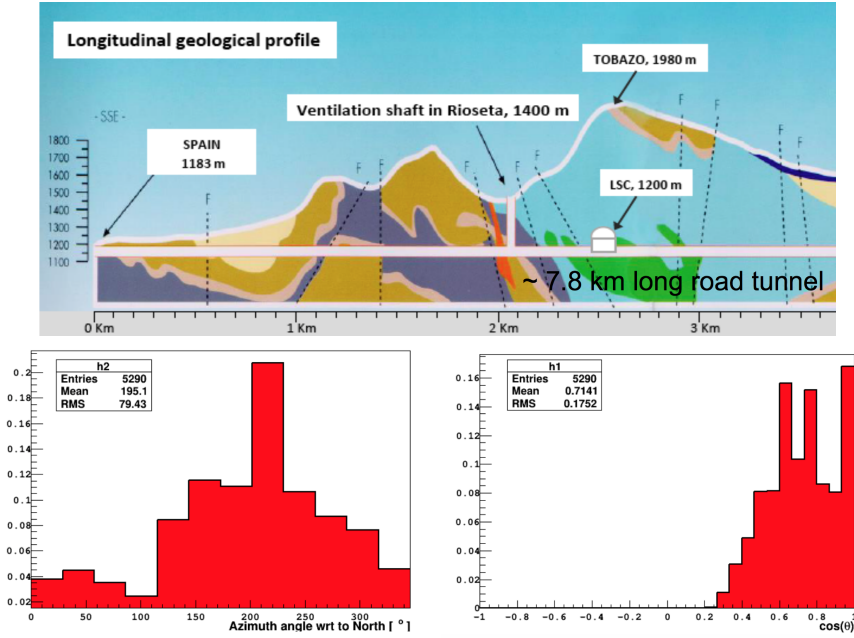 Longitudinal geological profile
TOBAZO, 1980 m
- SSE -
Ventilation shaft in Rioseta, 1400 m
SPAIN
1183 m
LSC, 1200 m
F
F
F
F
F
F
F
F
F
F
1800
1700
1600
1500
1400
1300
1200
1100
~ 7.8 km long road tunnel
0 Km
1 Km
2 Km
3 Km
h2
Entries 5290
Mean 195.1
RMS 79.43
0.2
0.18
0.16
0.14
0.12
0.1
0.08
0.06
0.04
0.02
0 50 100 150 200 250 300
Azimuth angle wrt to North [ ° ]
h1
Entries 5290
Mean 0.7141
RMS 0.1752
0.16
0.14
0.12
0.1
0.08
0.06
0.04
0.02
0
-1 -0.8 -0.6 -0.4 -0.2 0 0.2 0.4 0.6 0.8
cos(θ)